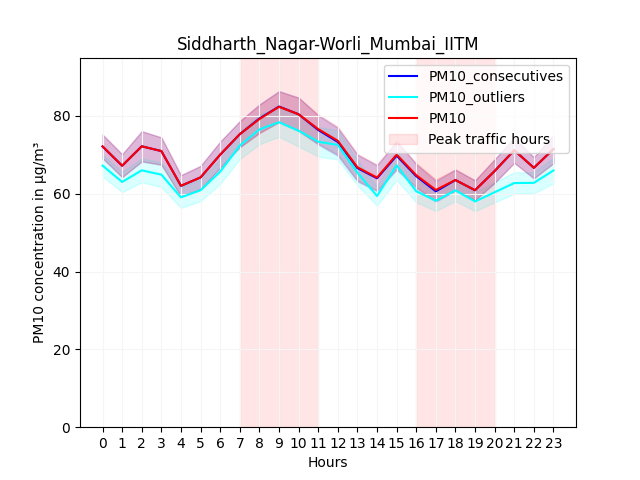 Siddharth_Nagar-Worli_Mumbai_IITM
PM10_consecutives
PM10_outliers
PM10
Peak traffic hours
PM10 concentration in µg/m³
80
60
40
20
0
0 1 2 3 4 5 6 7 8 9 10 11 12 13 14 15 16 17 18 19 20 21 22 23
Hours